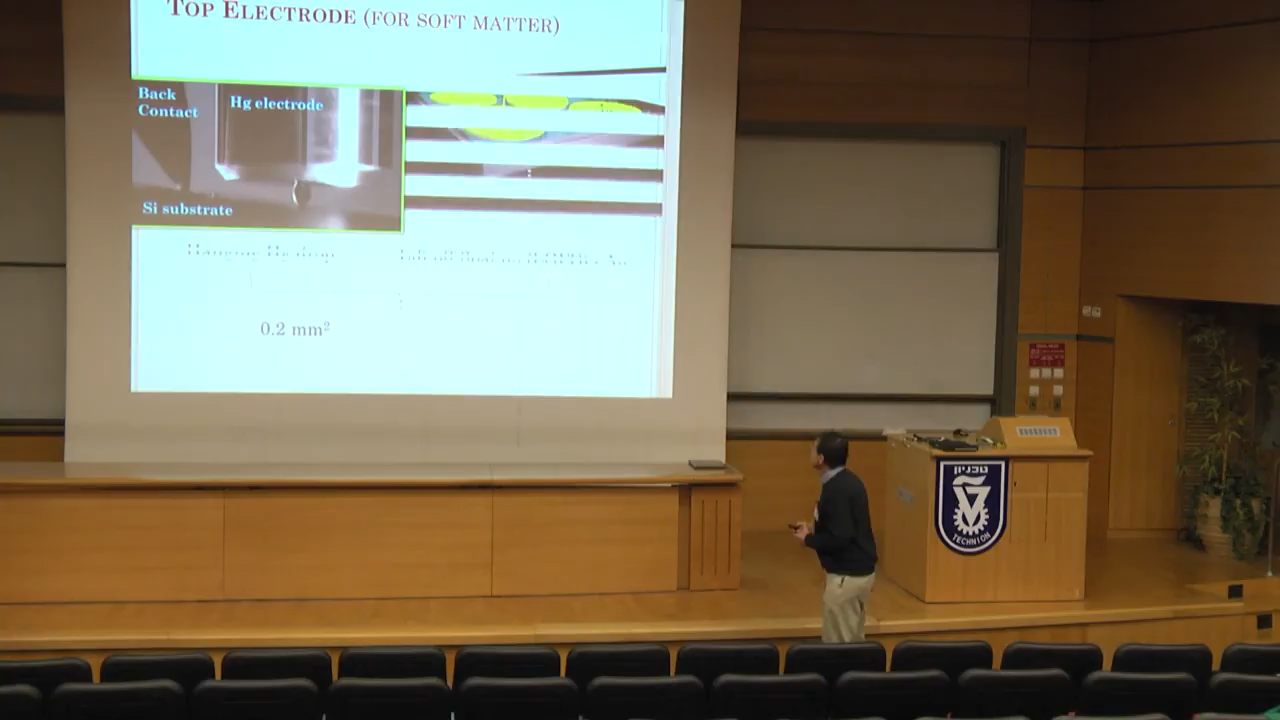 TOP ELECTRODE (FOR SOFT MATTER)
Back
Contact
Hg electrode
Si substrate
0.2 mm²
טכניון
TECHNION